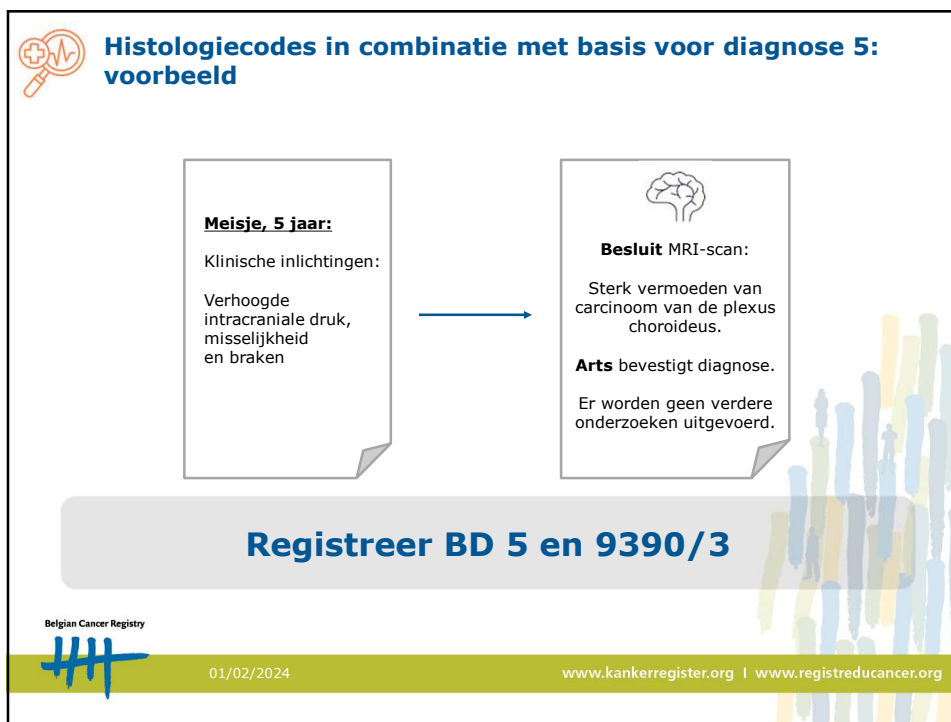 Histologiecodes in combinatie met basis voor diagnose 5:
voorbeeld
Meisje, 5 jaar:
Klinische inlichtingen:
Verhoogde
intracraniale druk,
misselijkheid
en braken
Besluit MRI-scan:
Sterk vermoeden van
carcinoom van de plexus
choroideus.
Arts bevestigt diagnose.
Er worden geen verdere
onderzoeken uitgevoerd.
Registreer BD 5 en 9390/3
Belgian Cancer Registry
01/02/2024
www.kankerregister.org I www.registreducancer.org